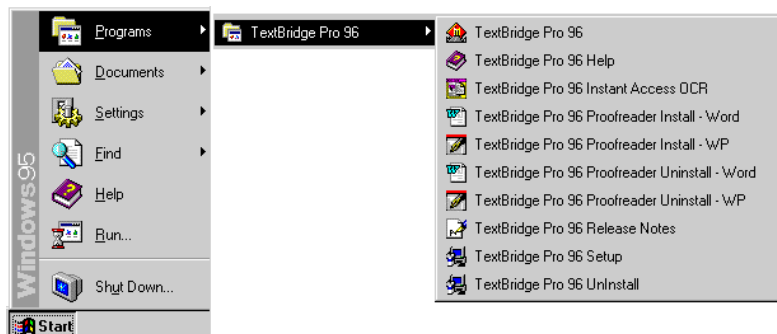 Programs
Documents
Settings
Find
Help
Run...
Shut Down...
Windows95
Start
TextBridge Pro 96
TextBridge Pro 96
TextBridge Pro 96 Help
TextBridge Pro 96 Instant Access OCR
TextBridge Pro 96 Proofreader Install - Word
TextBridge Pro 96 Proofreader Install - WP
TextBridge Pro 96 Proofreader Uninstall - Word
TextBridge Pro 96 Proofreader Uninstall - WP
TextBridge Pro 96 Release Notes
TextBridge Pro 96 Setup
TextBridge Pro 96 UnInstall